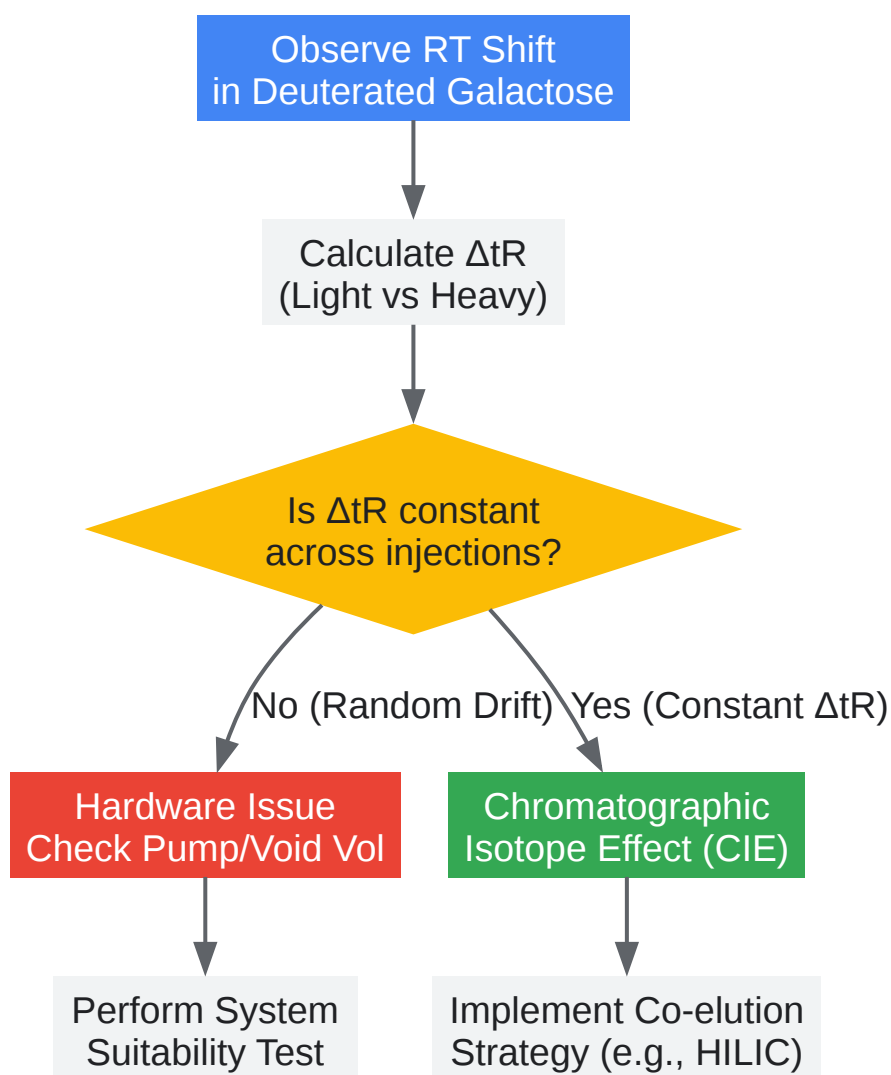 Observe RT Shift
in Deuterated Galactose
Calculate ΔtR
(Light vs Heavy)
Is ΔtR constant
across injections?
No (Random Drift)
Yes (Constant ΔtR)
Hardware Issue
Check Pump/Void Vol
Chromatographic
Isotope Effect (CIE)
Perform System
Suitability Test
Implement Co-elution
Strategy (e.g., HILIC)